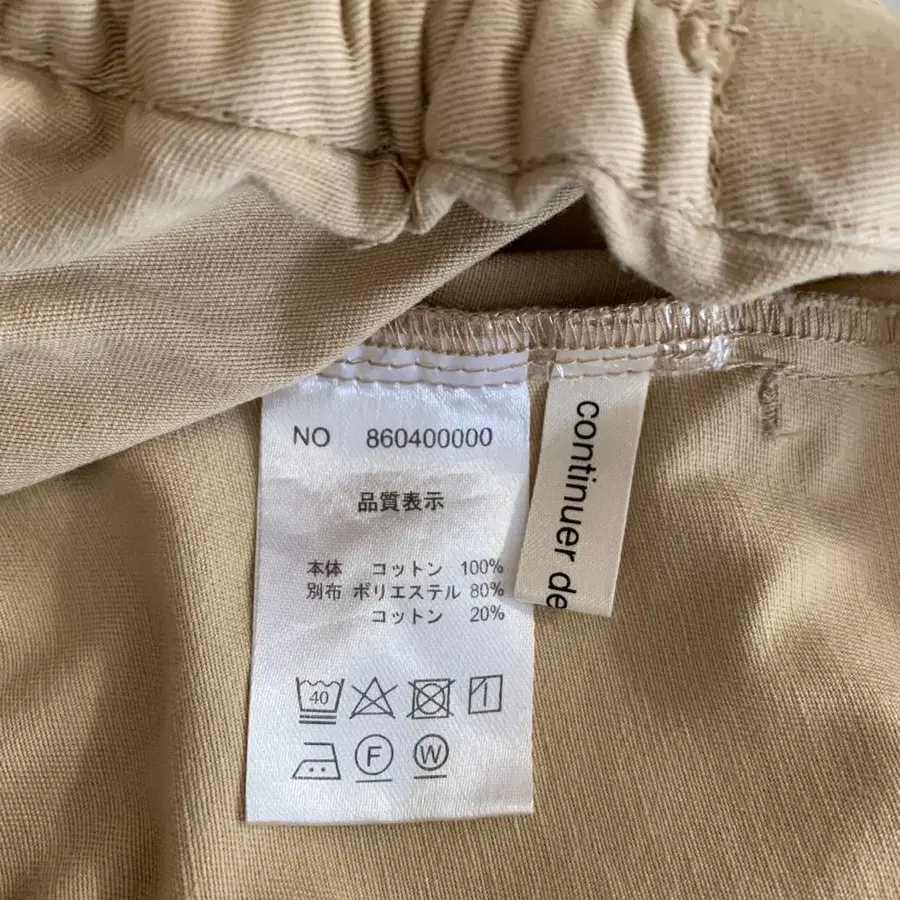 NO 860400000
品質表示
本体 コットン 100%
別布 ポリエステル 80%
コットン 20%
40
F W
continuer de